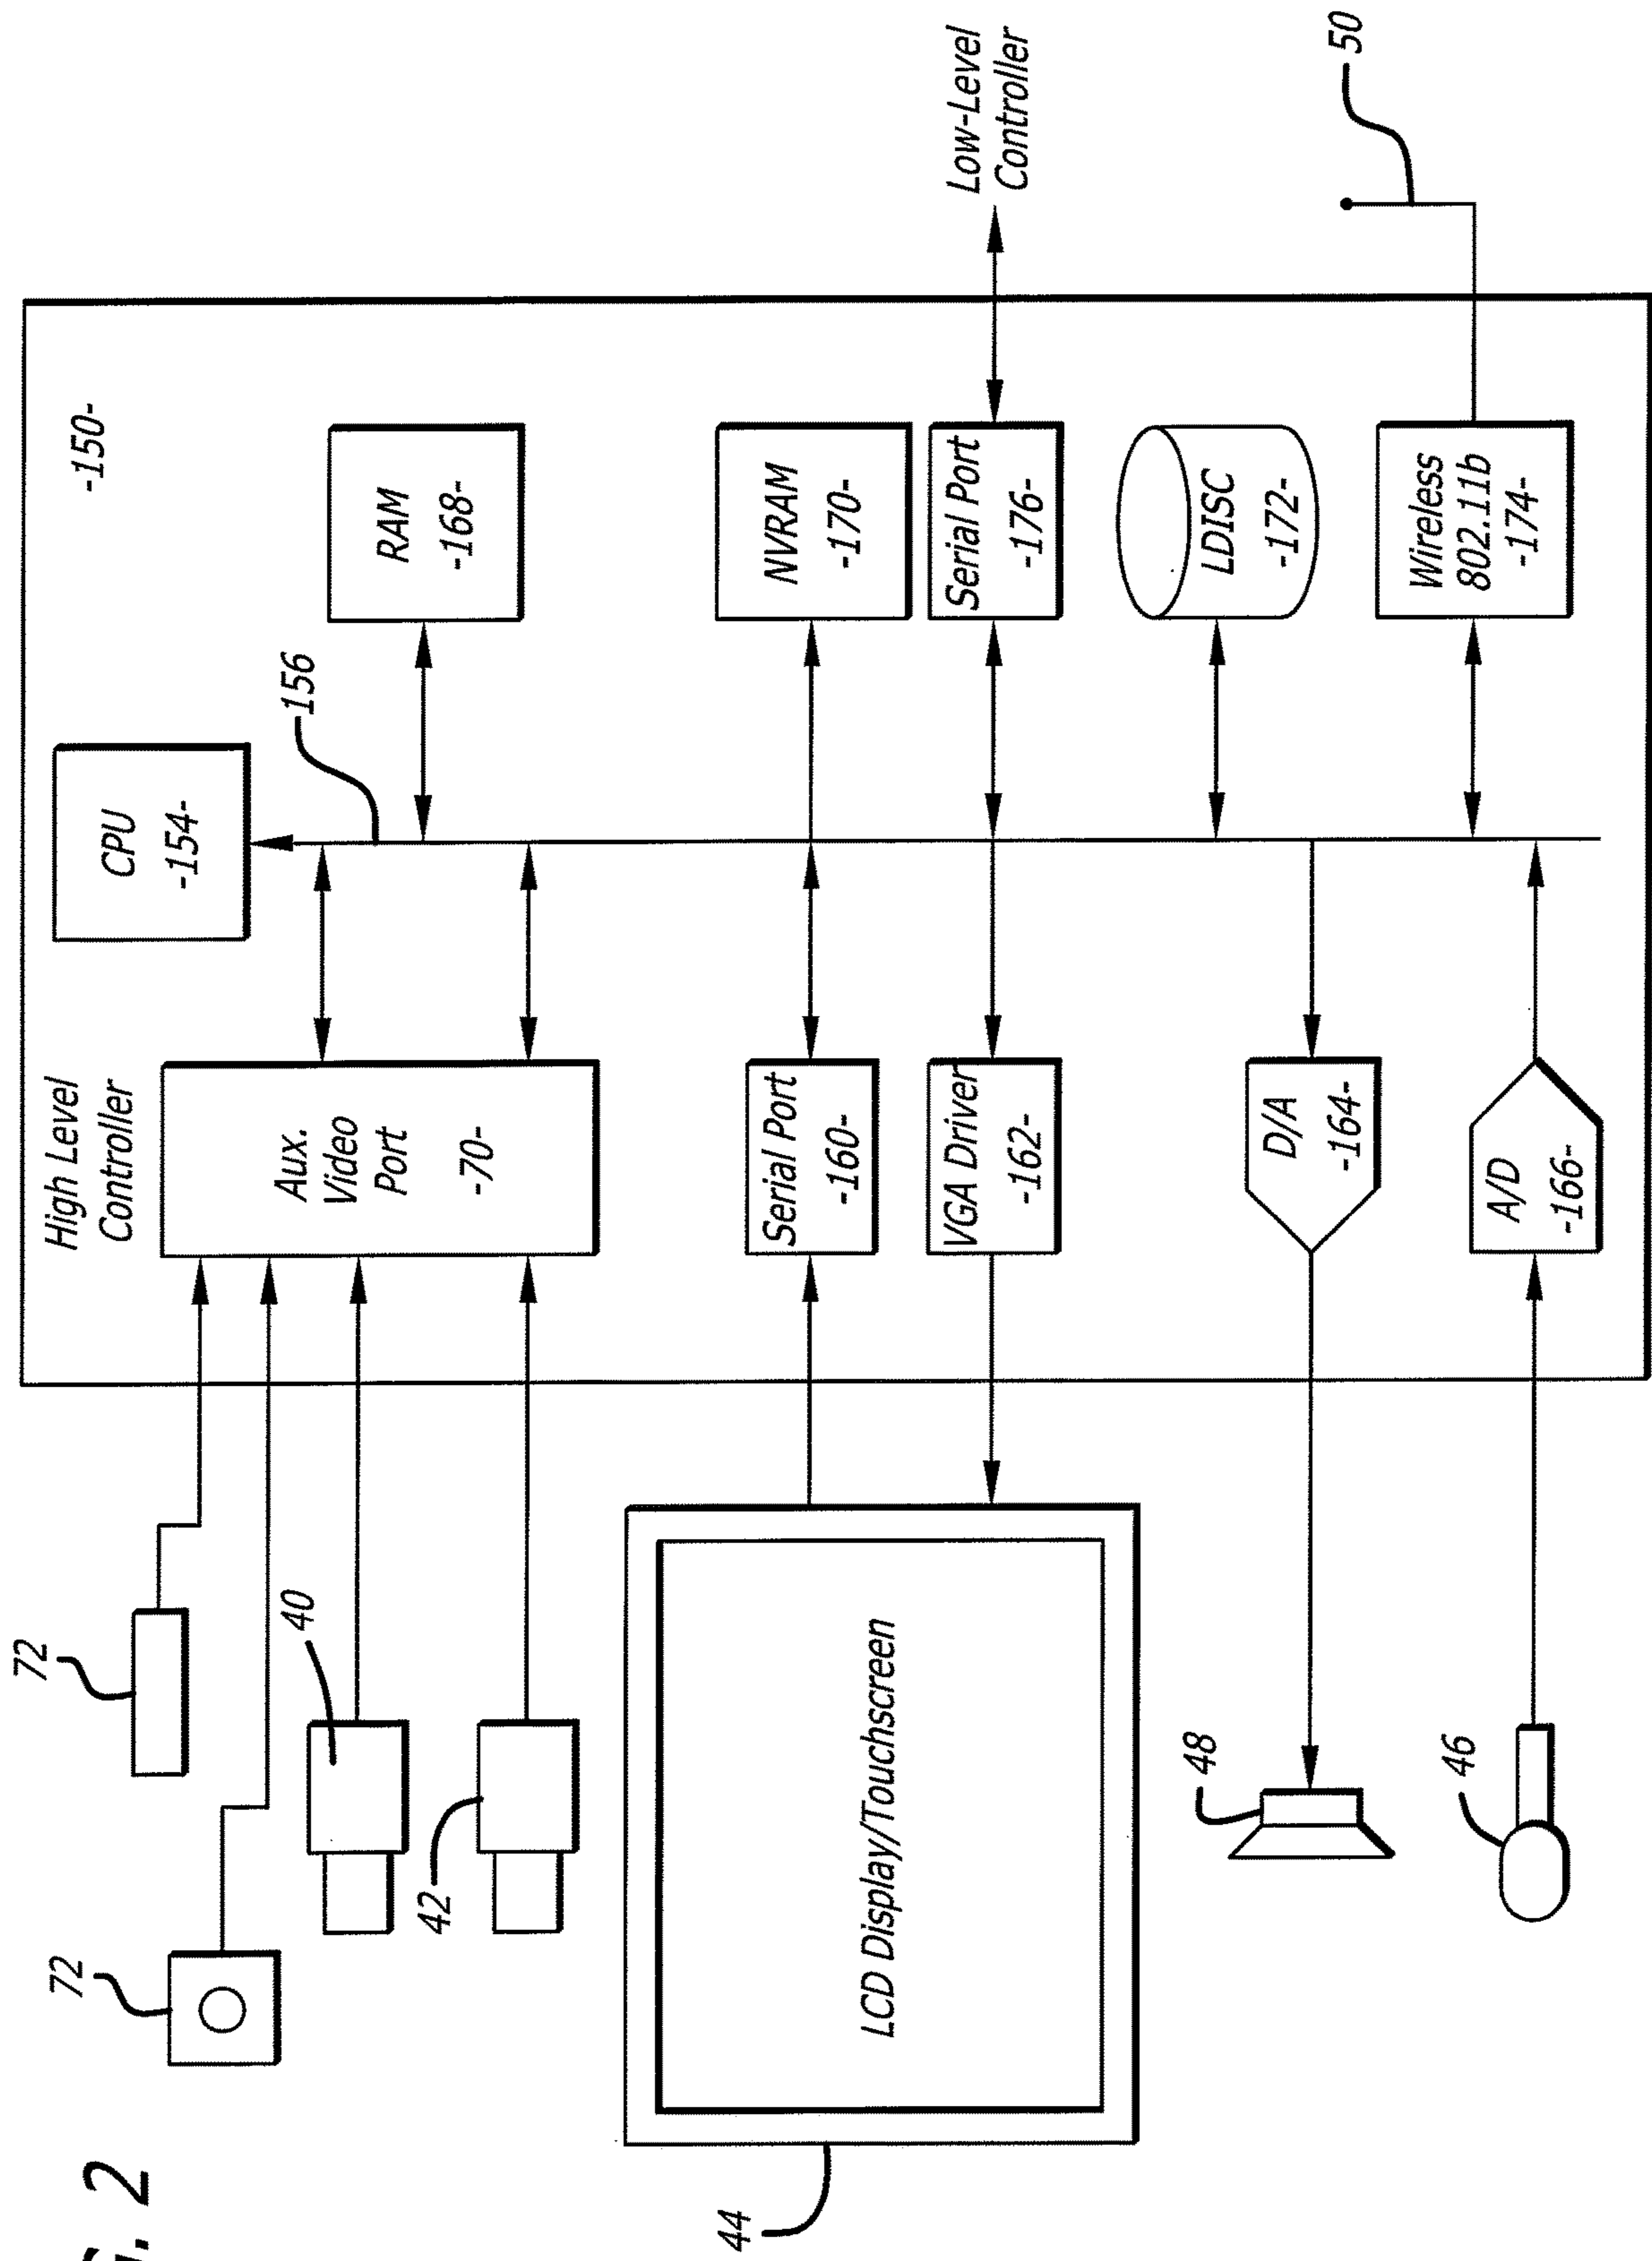 72
72
40
42
44
LCD Display/Touchscreen
48
46
High Level
Controller
-150-
CPU
-154-
156
Aux.
Video
Port
-70-
RAM
-168-
Serial Port
-160-
NVRAM
-170-
VGA Driver
-162-
Serial Port
-176-
Low-Level
Controller
LDISC
-172-
D/A
-164-
A/D
-166-
Wireless
802.11b
-174-
50
G. 2